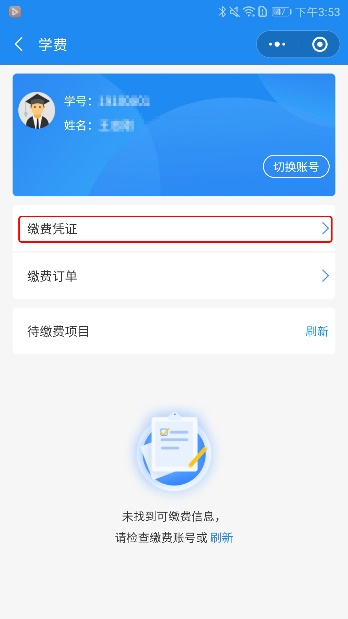 47 下午3:53
学费
学号：
姓名：
切换账号
缴费凭证
缴费订单
待缴费项目 刷新
未找到可缴费信息，
请检查缴费账号或 刷新